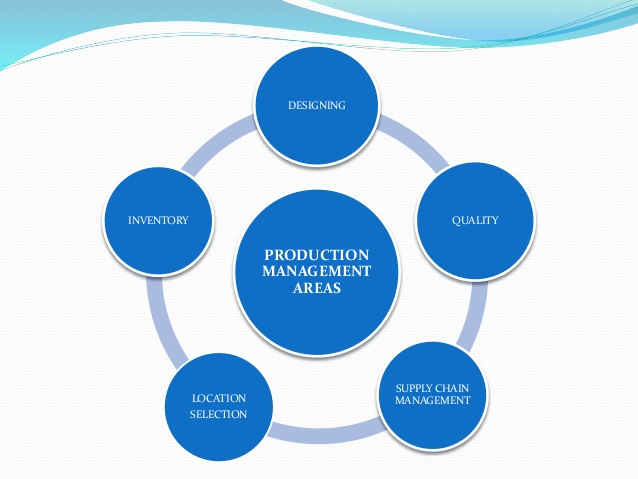 DESIGNING
INVENTORY
QUALITY
PRODUCTION
MANAGEMENT
AREAS
LOCATION
SELECTION
SUPPLY CHAIN
MANAGEMENT